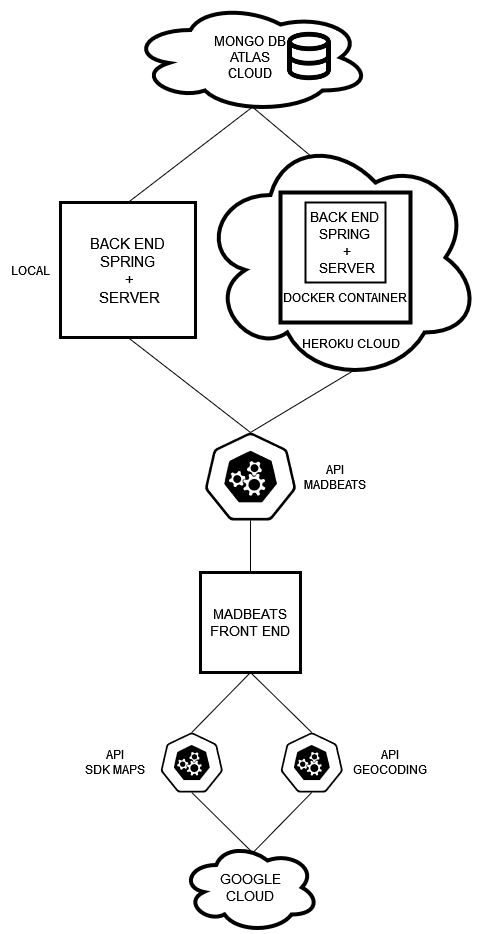 MONGO DB
ATLAS
CLOUD
LOCAL
BACK END
SPRING
+
SERVER
BACK END
SPRING
+
SERVER
DOCKER CONTAINER
HEROKU CLOUD
API
MADBEATS
MADBEATS
FRONT END
API
SDK MAPS
API
GEOCODING
GOOGLE
CLOUD